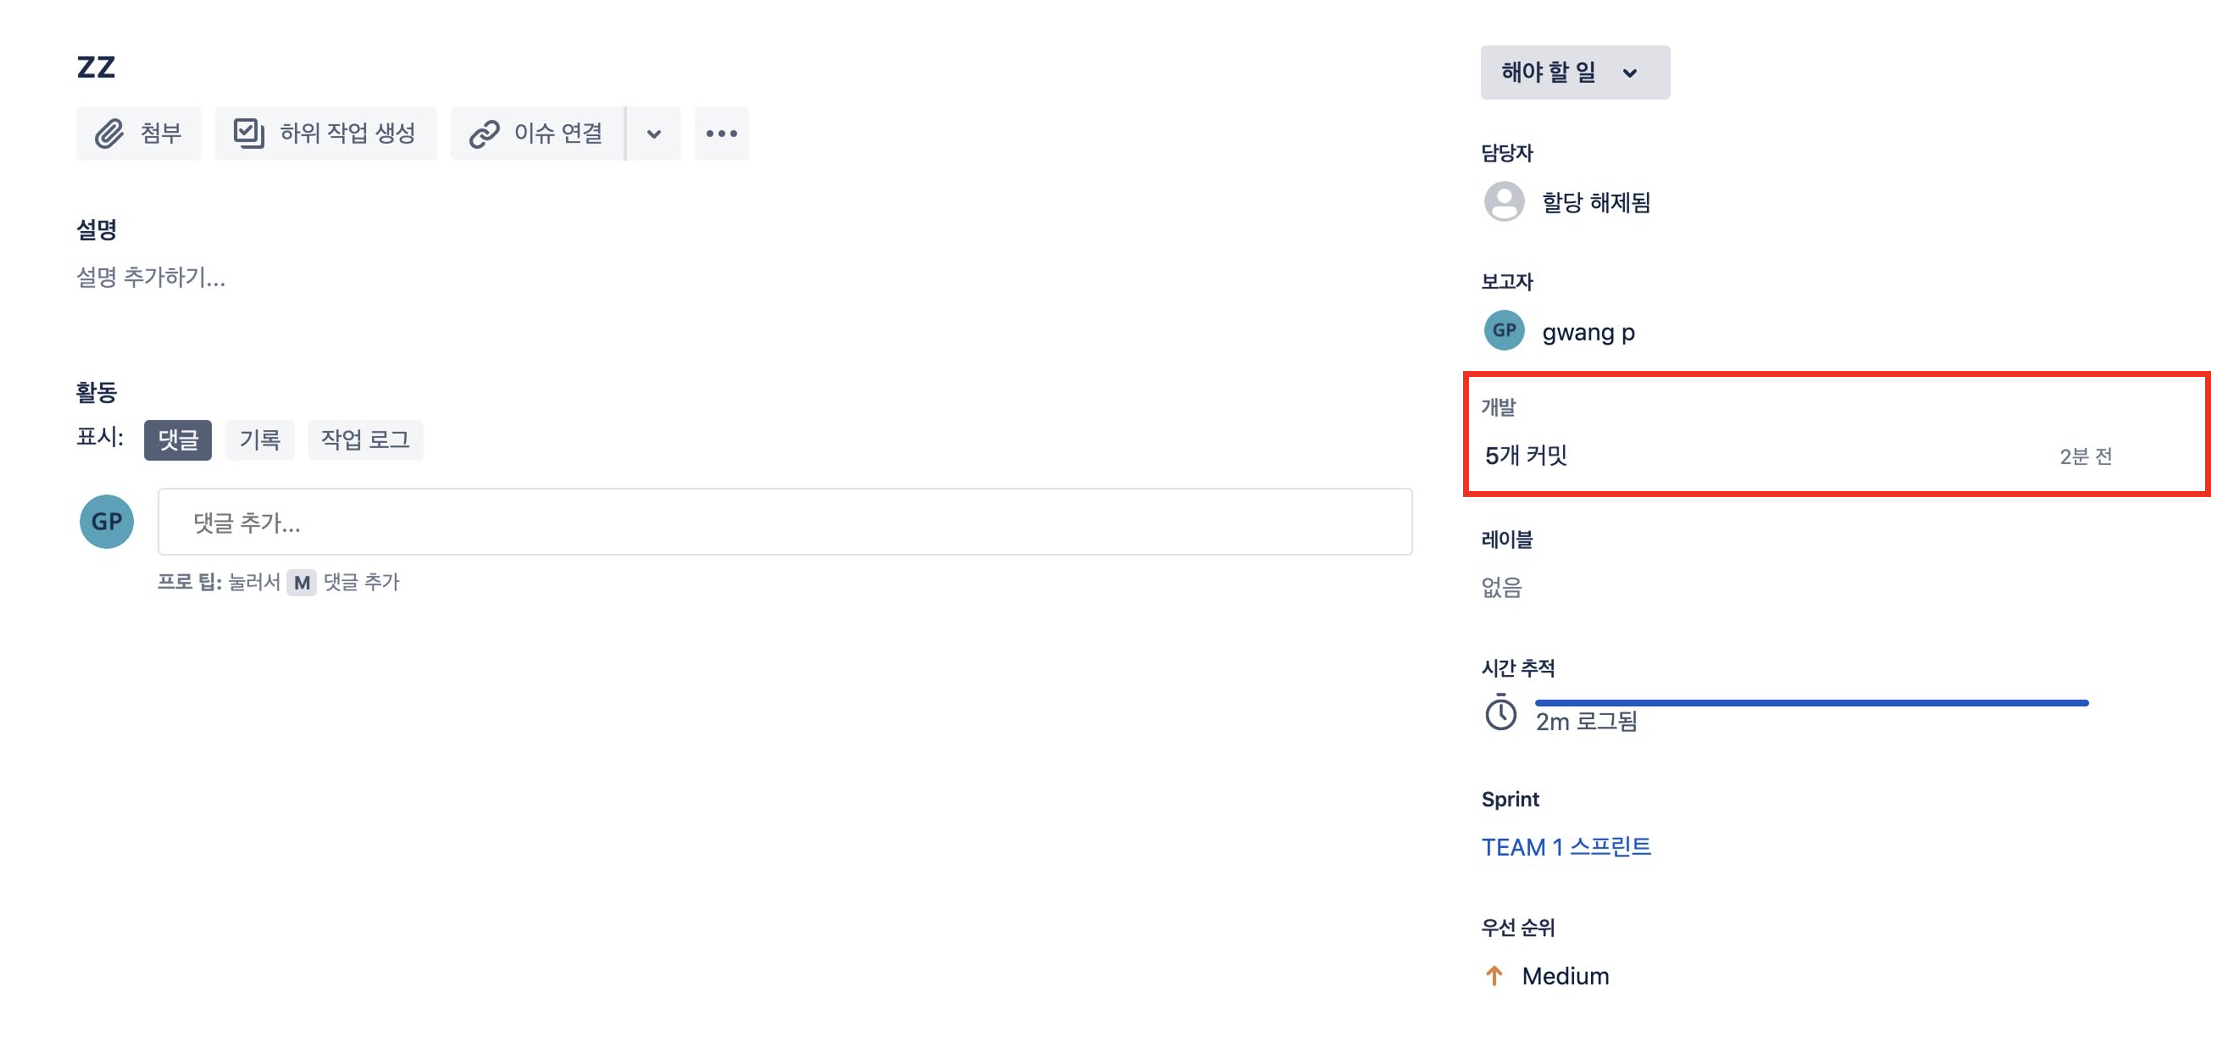 zz
첨부
하위 작업 생성
이슈 연결
설명
설명 추가하기...
활동
표시:
댓글
기록
작업 로그
GP
댓글 추가...
프로 팁: 눌러서 M 댓글 추가
해야 할 일
담당자
할당 해제됨
보고자
GP
gwang p
개발
5개 커밋
2분 전
레이블
없음
시간 추적
2m 로그됨
Sprint
TEAM 1 스프린트
우선 순위
Medium